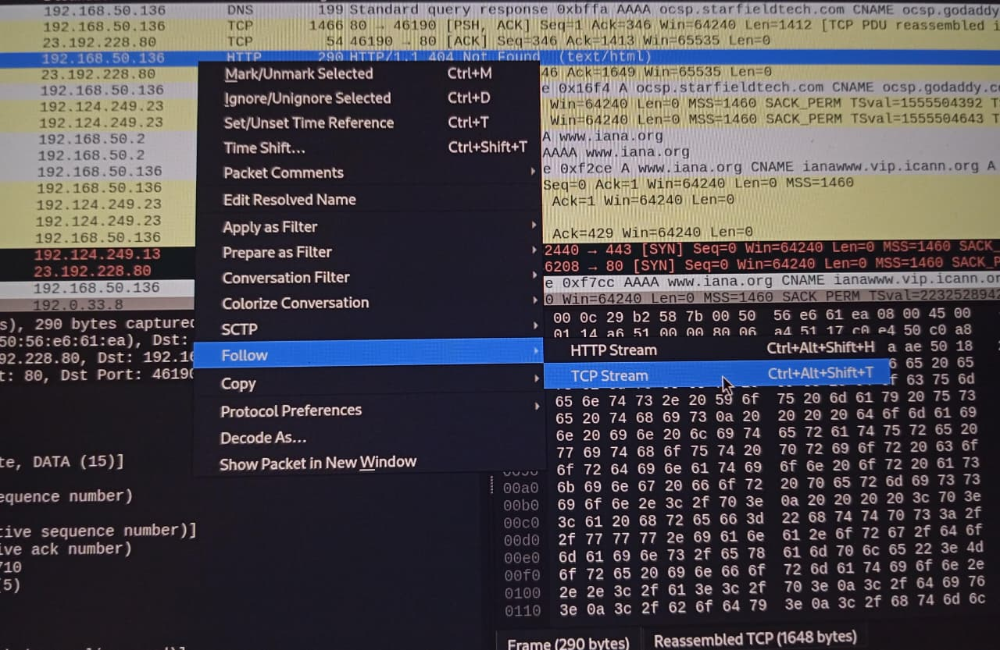 192.168.50.136 DNS 199 Standard query response 0xbffa AAAA ocsp.starfieldtech.com CNAME ocsp.godaddy
192.168.50.136 TCP 1466 80 → 46190 [PSH, ACK] Seq=1 Ack=346 Win=64240 Len=1412 [TCP PDU reassembled i
23.192.228.80 TCP 54 46190 → 80 [ACK] Seq=346 Ack=1413 Win=65535 Len=0
192.168.50.136 HTTP 290 HTTP/1.1 404 Not Found (text/html)
23.192.228.80 46 Ack=1649 Win=65535 Len=0
192.168.50.136 e 0x16f4 A ocsp.starfieldtech.com CNAME ocsp.godaddy.c
192.124.249.23 Win=64240 Len=0 MSS=1460 SACK_PERM TSval=1555504392 T
192.124.249.23 Win=64240 Len=0 MSS=1460 SACK_PERM TSval=1555504643 T
192.168.50.2 A www.iana.org
192.168.50.2 AAAA www.iana.org
192.168.50.136 e 0xf2ce A www.iana.org CNAME ianawww.vip.icann.org A
192.168.50.136 Seq=0 Ack=1 Win=64240 Len=0 MSS=1460
192.124.249.23 Ack=1 Win=64240 Len=0
192.124.249.23
192.168.50.136 Ack=429 Win=64240 Len=0
192.124.249.13 2440 → 443 [SYN] Seq=0 Win=64240 Len=0 MSS=1460 SACK_
23.192.228.80 6208 → 80 [SYN] Seq=0 Win=64240 Len=0 MSS=1460 SACK_P
192.168.50.136 e 0xf7cc AAAA www.iana.org CNAME ianawww.vip.icann.or
192.0.33.8 0 Win=64240 Len=0 MSS=1460 SACK_PERM TSval=2232528942
Mark/Unmark Selected Ctrl+M
Ignore/Unignore Selected Ctrl+D
Set/Unset Time Reference Ctrl+T
Time Shift... Ctrl+Shift+T
Packet Comments
Edit Resolved Name
Apply as Filter
Prepare as Filter
Conversation Filter
Colorize Conversation
SCTP
Follow
Copy
Protocol Preferences
Decode As...
Show Packet in New Window
HTTP Stream Ctrl+Alt+Shift+H
TCP Stream Ctrl+Alt+Shift+T
s), 290 bytes captured
50:56:e6:61:ea), Dst:
92.228.80, Dst: 192.16
t: 80, Dst Port: 46190
te, DATA (15)]
equence number)
tive sequence number)]
ive ack number)
710
5)
00 0c 29 b2 58 7b 00 50 56 e6 61 ea 08 00 45 00
01 14 a6 51 00 00 80 06 a4 51 17 c0 e4 50 c0 a8
a ae 50 18
6 65 20 65
f 63 75 6d
65 6e 74 73 2e 20 59 6f 75 20 6d 61 79 20 75 73
65 20 74 68 69 73 0a 20 20 20 20 64 6f 6d 61 69
6e 20 69 6e 20 6c 69 74 65 72 61 74 75 72 65 20
77 69 74 68 6f 75 74 20 70 72 69 6f 72 20 63 6f
0090 6f 72 64 69 6e 61 74 69 6f 6e 20 6f 72 20 61 73
00a0 6b 69 6e 67 20 66 6f 72 20 70 65 72 6d 69 73 73
00b0 69 6f 6e 2e 3c 2f 70 3e 0a 20 20 20 20 3c 70 3e
00c0 3c 61 20 68 72 65 66 3d 22 68 74 74 70 73 3a 2f
00d0 2f 77 77 77 2e 69 61 6e 61 2e 6f 72 67 2f 64 6f
00e0 6d 61 69 6e 73 2f 65 78 61 6d 70 6c 65 22 3e 4d
00f0 6f 72 65 20 69 6e 66 6f 72 6d 61 74 69 6f 6e 2e
0100 2e 2e 3c 2f 61 3e 3c 2f 70 3e 0a 3c 2f 64 69 76
0110 3e 0a 3c 2f 62 6f 64 79 3e 0a 3c 2f 68 74 6d 6c
Frame (290 bytes) Reassembled TCP (1648 bytes)